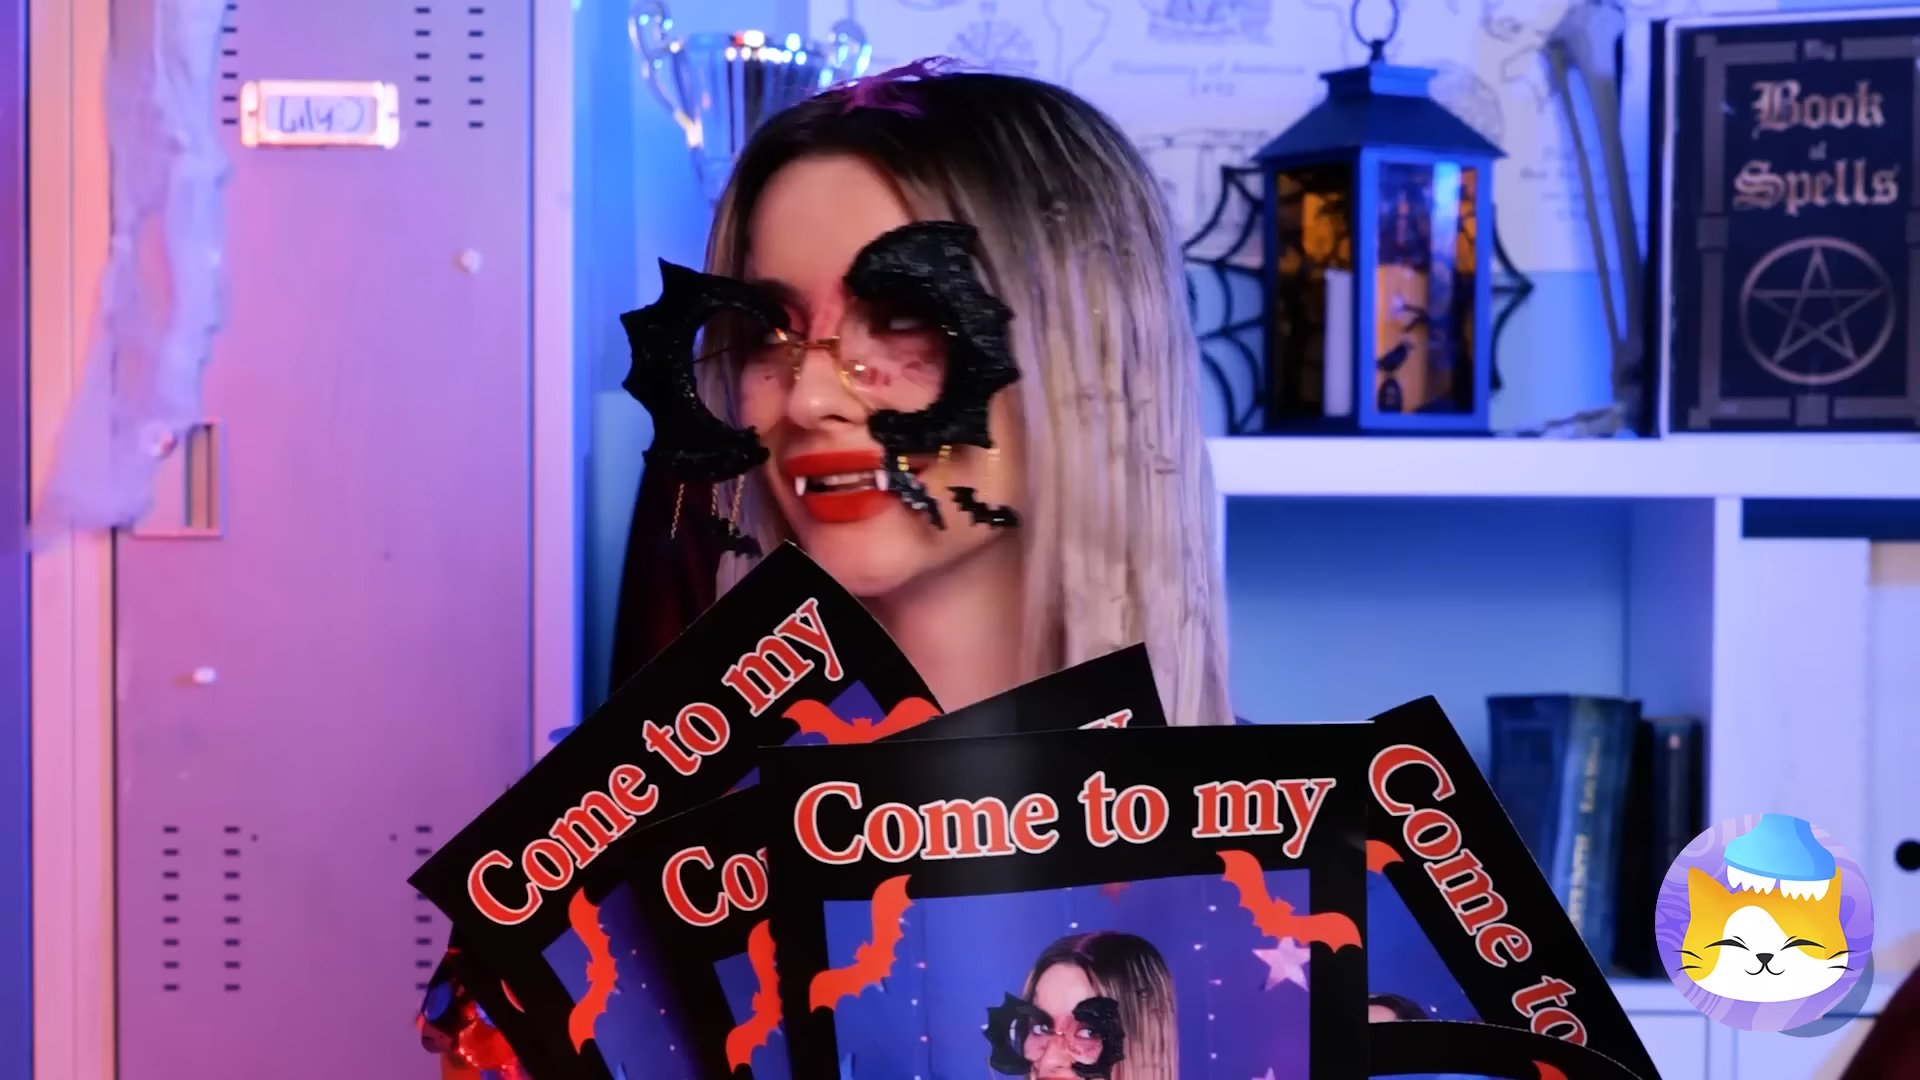 Lily
Book
of
Spells
Come to my
Come to my
Come to
Co